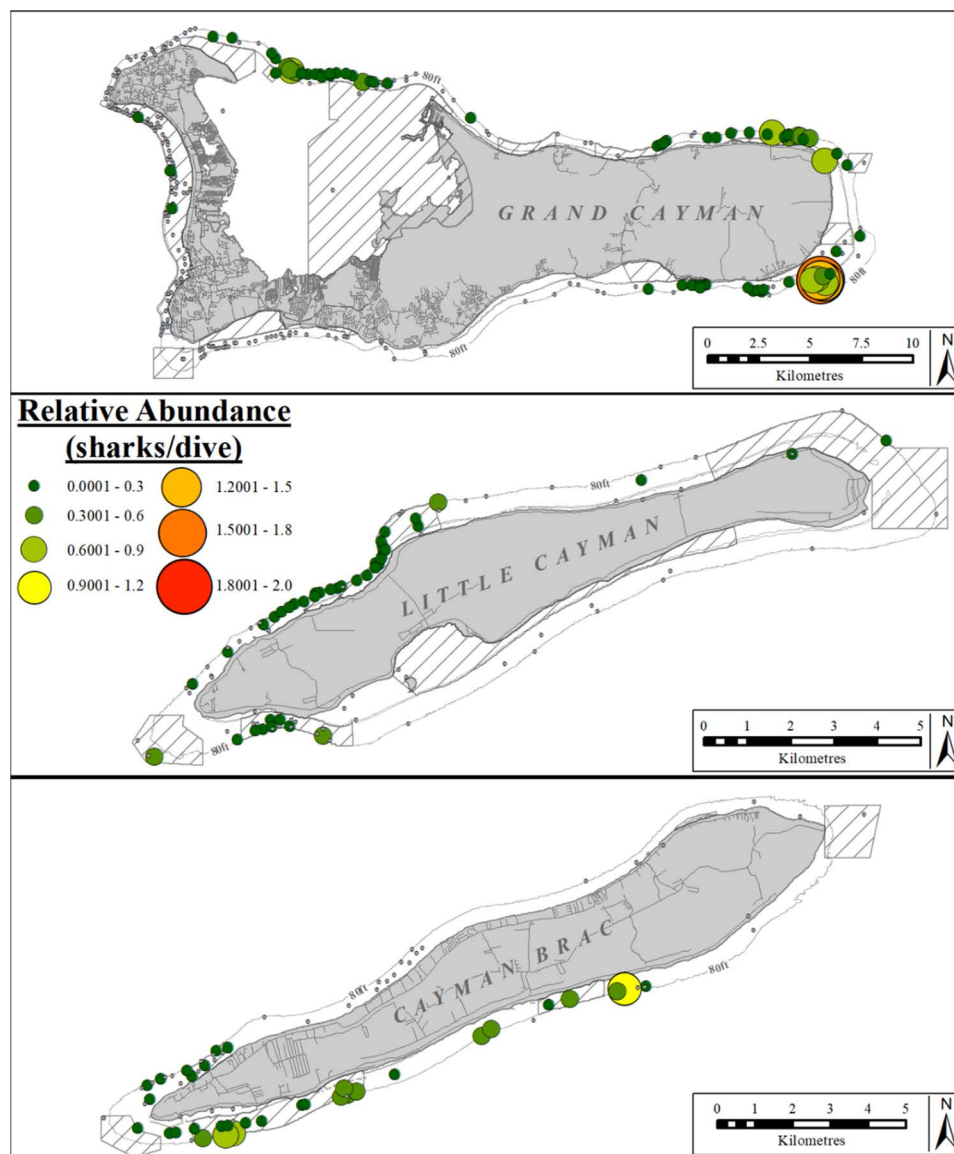 80ft
GRAND CAYMAN
80ft
80ft
N
0 2.5 5 7.5 10
Kilometres
Relative Abundance
(sharks/dive)
0.0001 - 0.3
0.3001 - 0.6
0.6001 - 0.9
0.9001 - 1.2
1.2001 - 1.5
1.5001 - 1.8
1.8001 - 2.0
80ft
LITTLE CAYMAN
80ft
N
0 1 2 3 4 5
Kilometres
CAYMAN BRAC
80ft
80ft
N
0 1 2 3 4 5
Kilometres